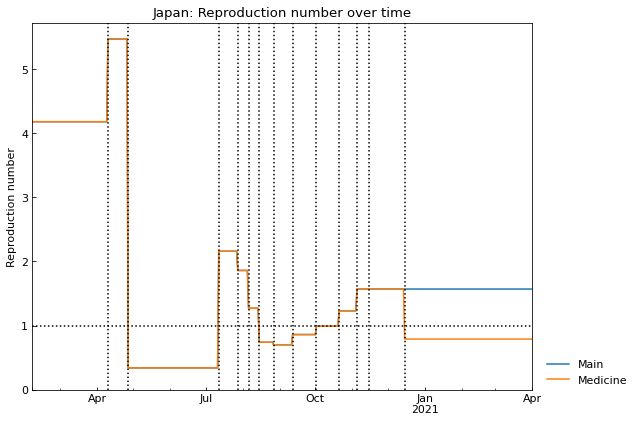 Japan: Reproduction number over time
Reproduction number
5
4
3
2
1
0
Apr
Jul
Oct
Jan
2021
Apr
Main
Medicine